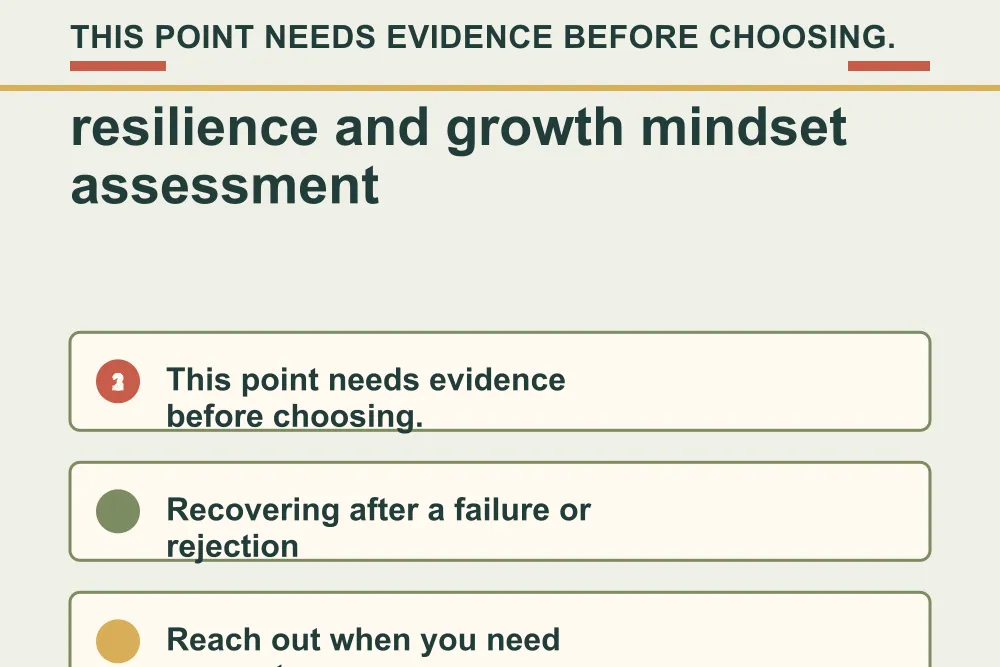 THIS POINT NEEDS EVIDENCE BEFORE CHOOSING.
resilience and growth mindset
assessment
This point needs evidence
before choosing.
Recovering after a failure or
rejection
Reach out when you need